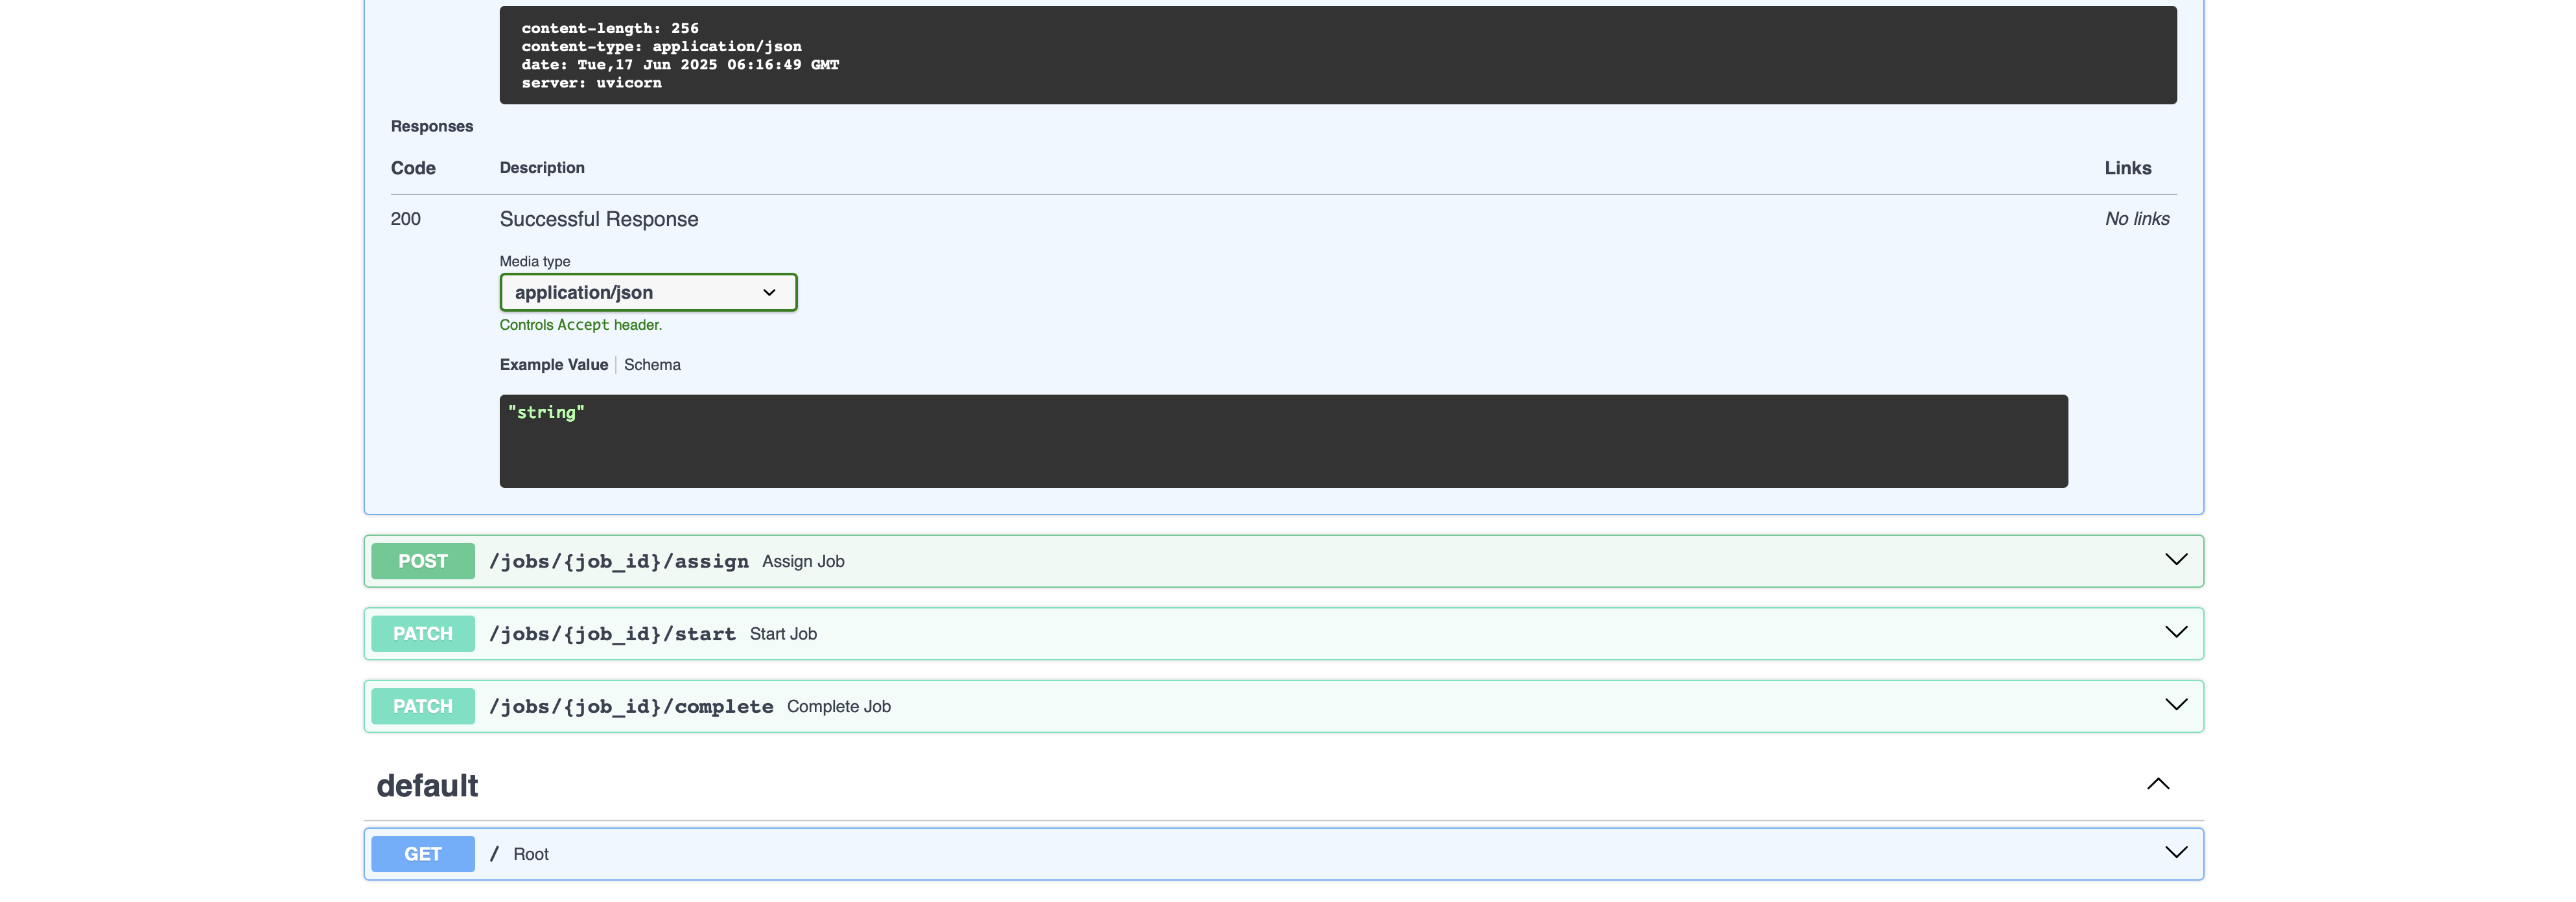 content-length: 256
content-type: application/json
date: Tue,17 Jun 2025 06:16:49 GMT
server: uvicorn
Responses
Code Description Links
200 Successful Response No links
Media type
application/json
Controls Accept header.
Example Value Schema
"string"
POST /jobs/{job_id}/assign Assign Job
PATCH /jobs/{job_id}/start Start Job
PATCH /jobs/{job_id}/complete Complete Job
default
GET / Root